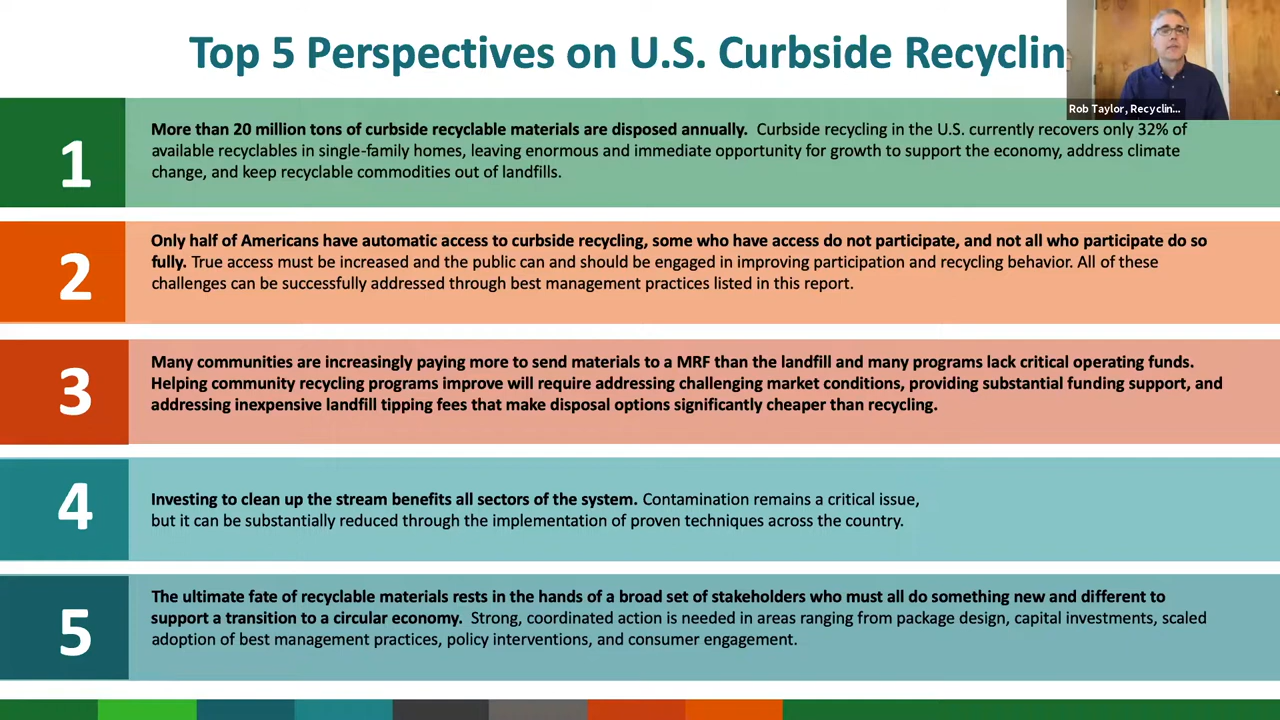 Top 5 Perspectives on U.S. Curbside Recyclin
Rob Taylor, Recyclin...
1
More than 20 million tons of curbside recyclable materials are disposed annually. Curbside recycling in the U.S. currently recovers only 32% of
available recyclables in single-family homes, leaving enormous and immediate opportunity for growth to support the economy, address climate
change, and keep recyclable commodities out of landfills.
2
Only half of Americans have automatic access to curbside recycling, some who have access do not participate, and not all who participate do so
fully. True access must be increased and the public can and should be engaged in improving participation and recycling behavior. All of these
challenges can be successfully addressed through best management practices listed in this report.
3
Many communities are increasingly paying more to send materials to a MRF than the landfill and many programs lack critical operating funds.
Helping community recycling programs improve will require addressing challenging market conditions, providing substantial funding support, and
addressing inexpensive landfill tipping fees that make disposal options significantly cheaper than recycling.
4
Investing to clean up the stream benefits all sectors of the system. Contamination remains a critical issue,
but it can be substantially reduced through the implementation of proven techniques across the country.
5
The ultimate fate of recyclable materials rests in the hands of a broad set of stakeholders who must all do something new and different to
support a transition to a circular economy. Strong, coordinated action is needed in areas ranging from package design, capital investments, scaled
adoption of best management practices, policy interventions, and consumer engagement.